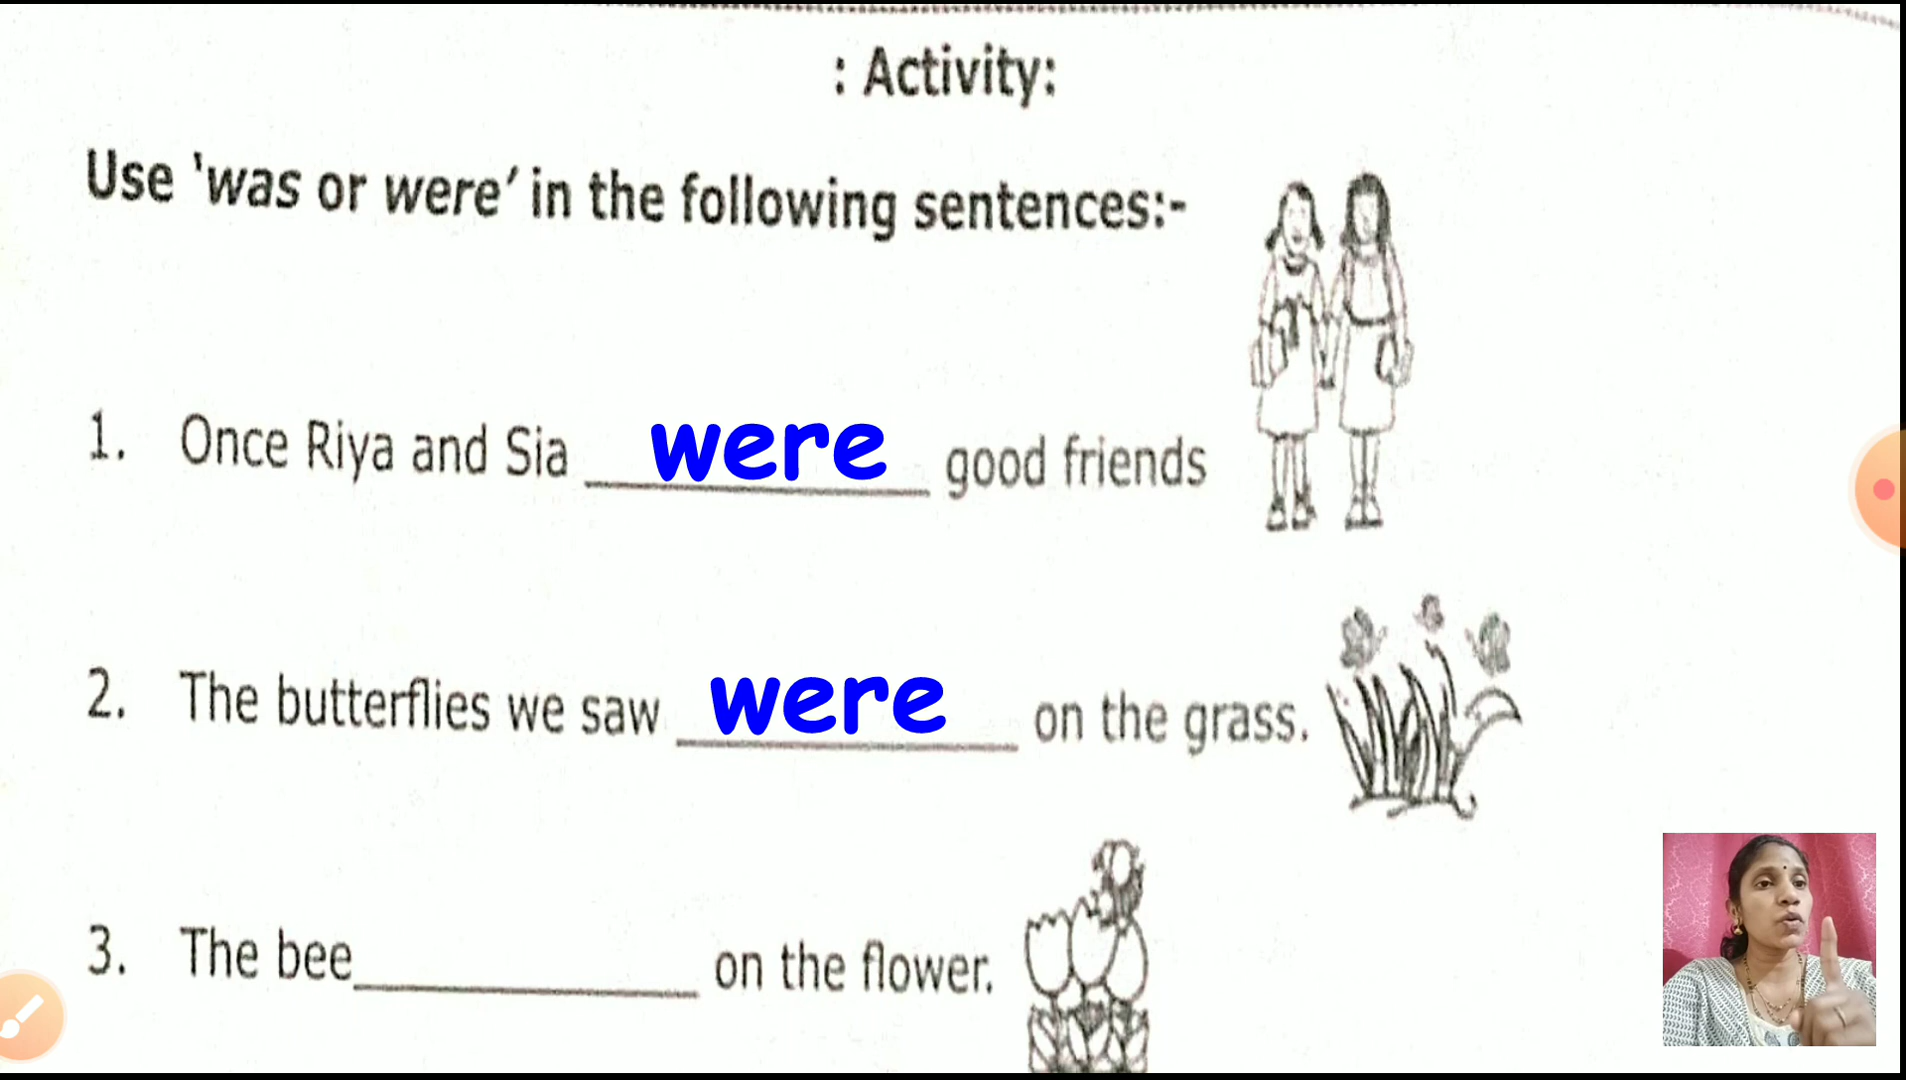 : Activity:
Use 'was or were' in the following sentences:-
1. Once Riya and Sia were good friends
2. The butterflies we saw were on the grass.
3. The bee__________ on the flower.